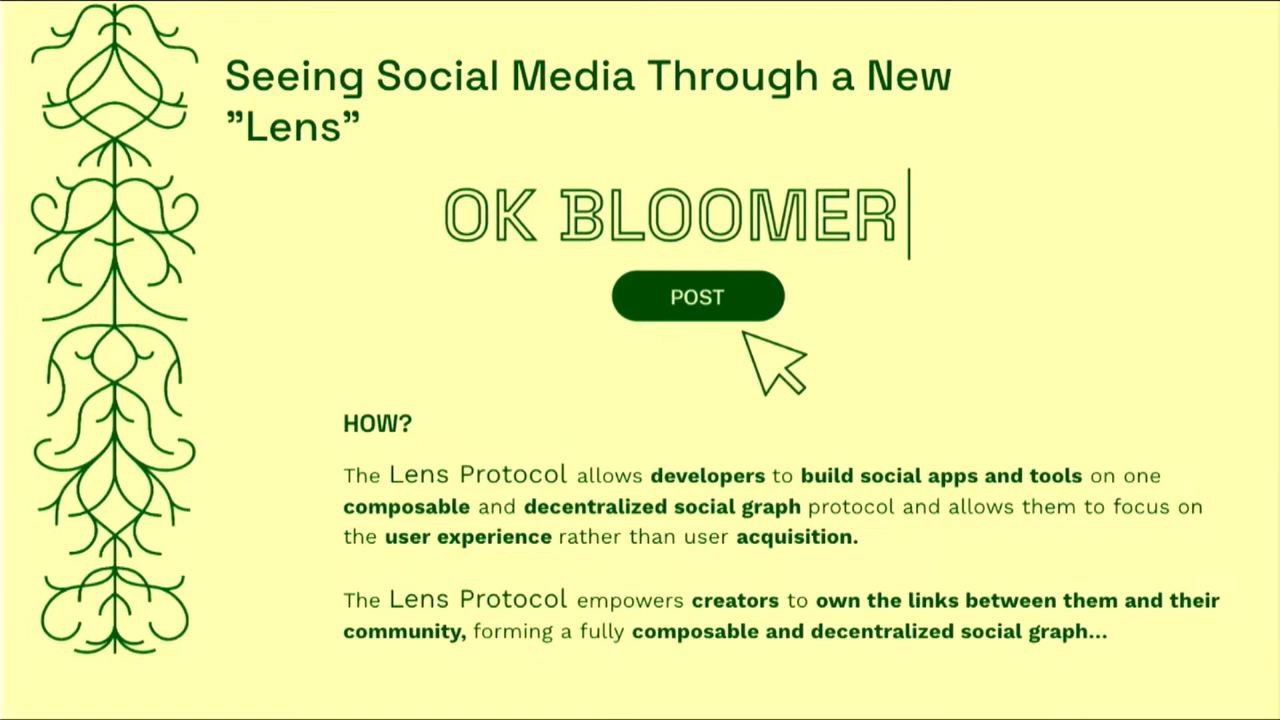 Seeing Social Media Through a New
”Lens”
OK BLOOMER
POST
HOW?
The Lens Protocol allows developers to build social apps and tools on one
composable and decentralized social graph protocol and allows them to focus on
the user experience rather than user acquisition.
The Lens Protocol empowers creators to own the links between them and their
community, forming a fully composable and decentralized social graph...